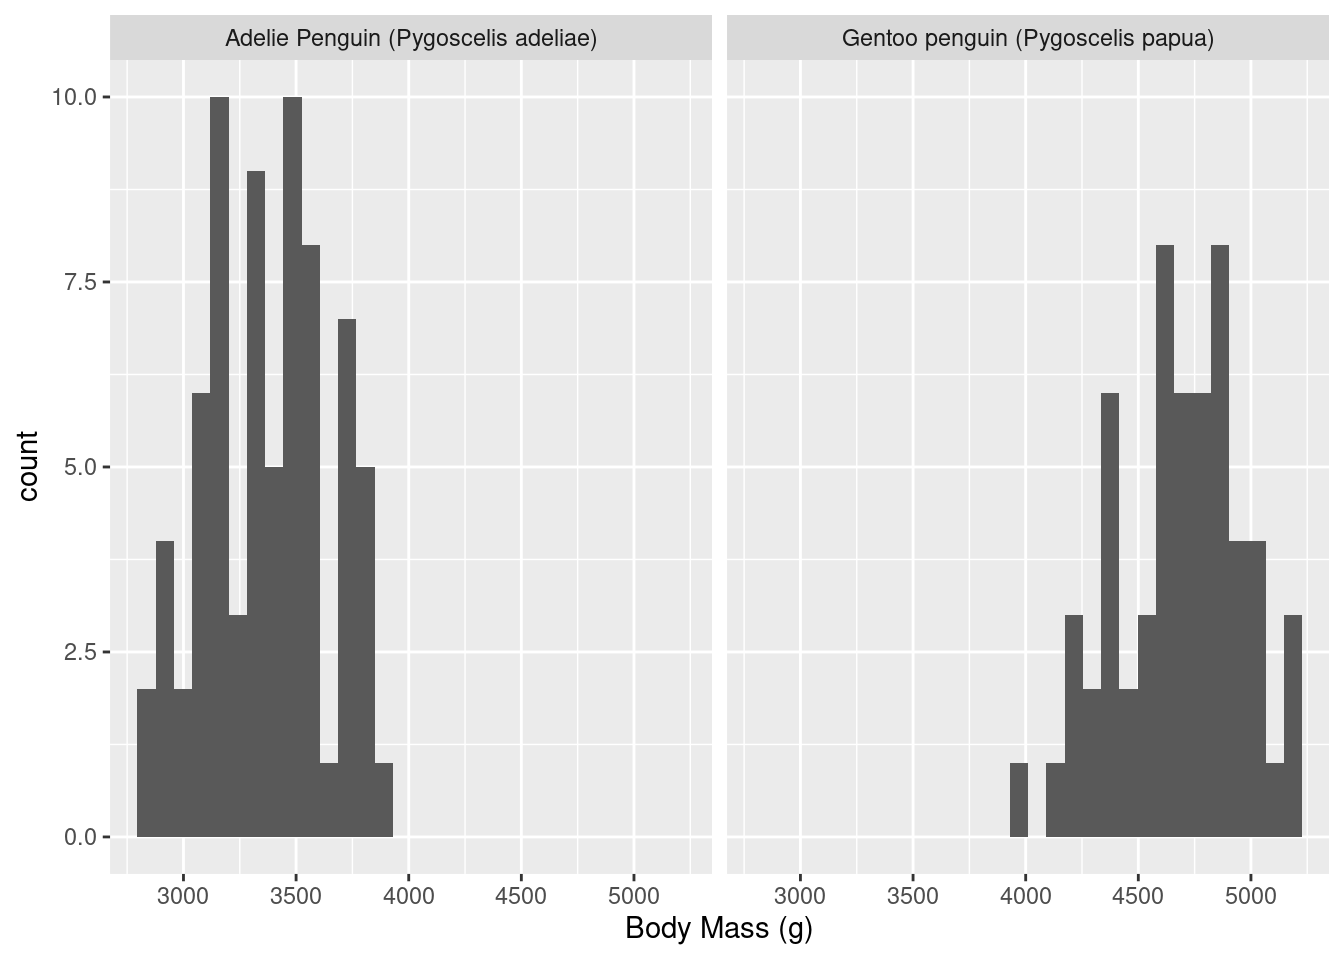 Adelie Penguin (Pygoscelis adeliae)
Gentoo penguin (Pygoscelis papua)
10.0
7.5
5.0
2.5
0.0
count
3000 3500 4000 4500 5000
3000 3500 4000 4500 5000
Body Mass (g)